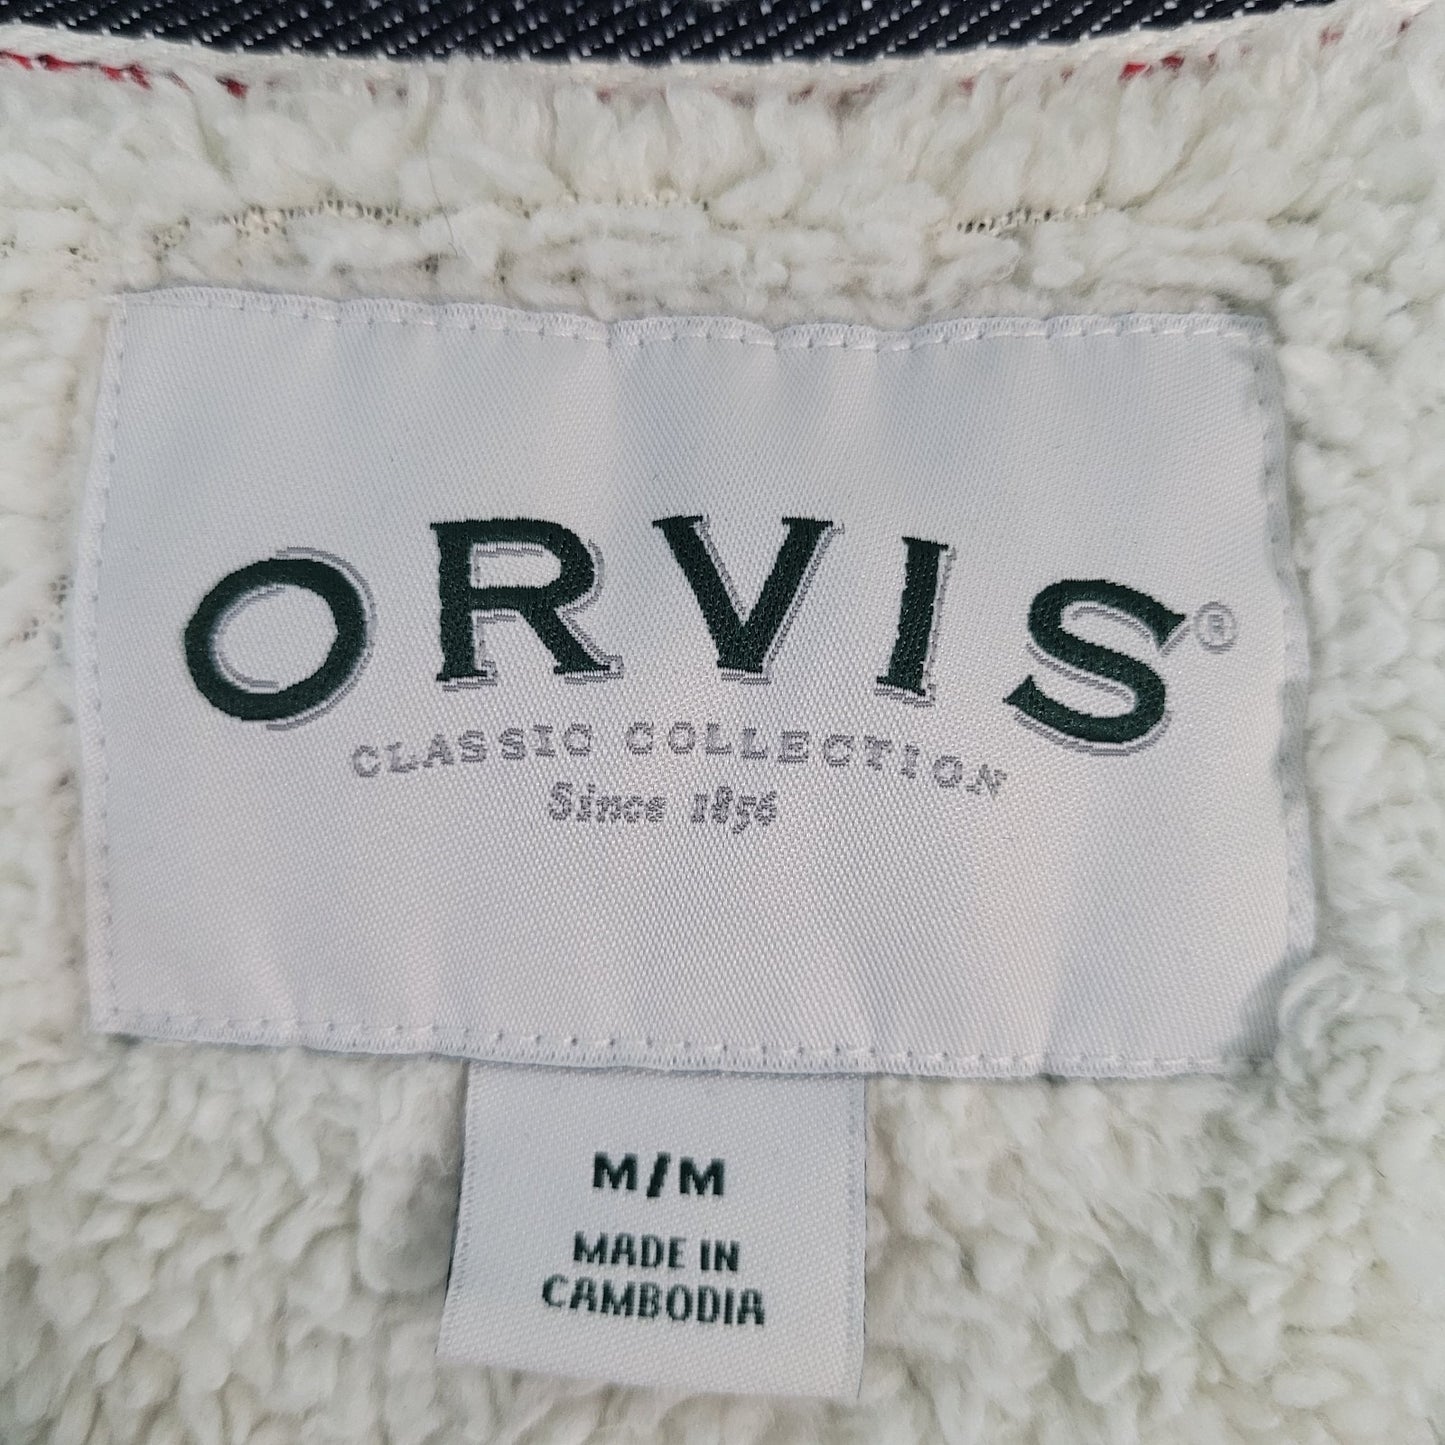 ORVIS®
CLASSIC COLLECTION
Since 1856
M/M
MADE IN
CAMBODIA